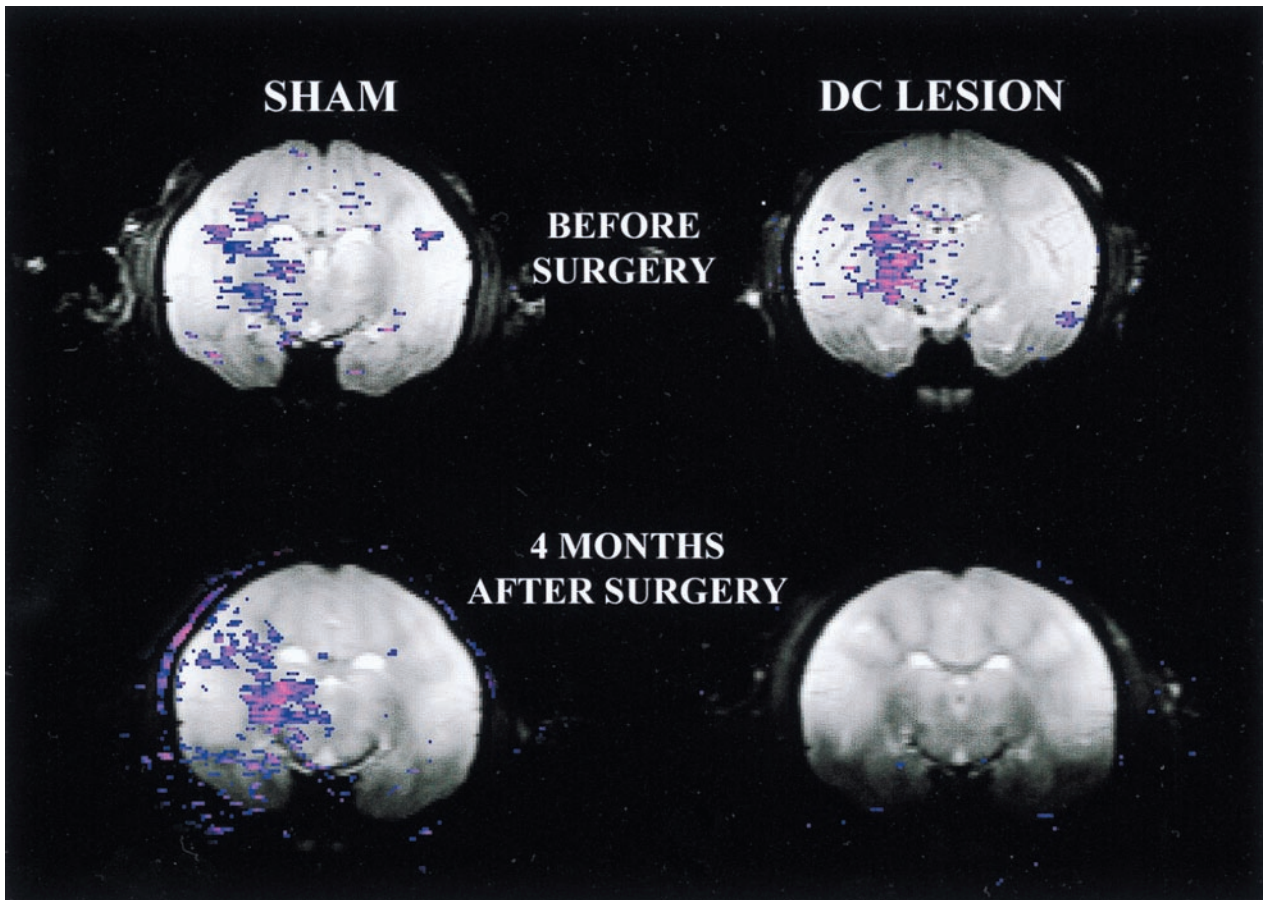 SHAM
DC LESION
BEFORE
SURGERY
4 MONTHS
AFTER SURGERY